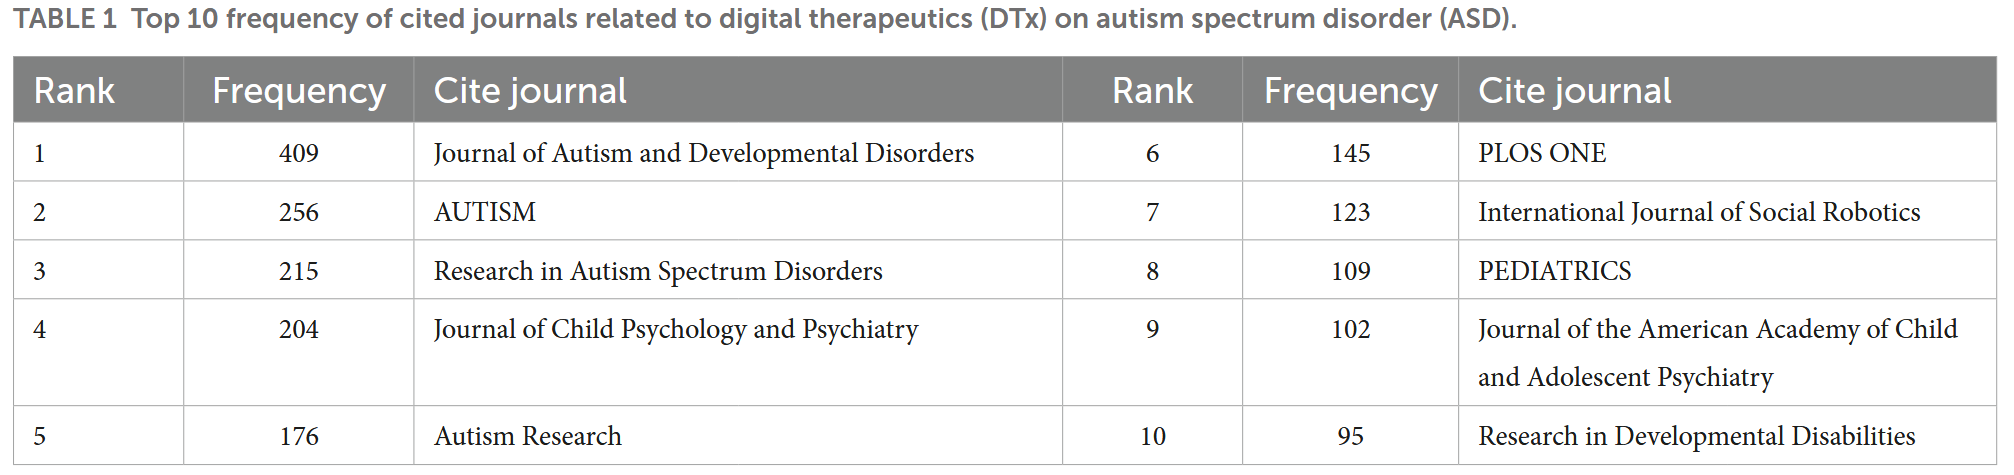 TABLE 1 Top 10 frequency of cited journals related to digital therapeutics (DTx) on autism spectrum disorder (ASD).
Rank Frequency Cite journal Rank Frequency Cite journal
1 409 Journal of Autism and Developmental Disorders 6 145 PLOS ONE
2 256 AUTISM 7 123 International Journal of Social Robotics
3 215 Research in Autism Spectrum Disorders 8 109 PEDIATRICS
4 204 Journal of Child Psychology and Psychiatry 9 102 Journal of the American Academy of Child
and Adolescent Psychiatry
5 176 Autism Research 10 95 Research in Developmental Disabilities